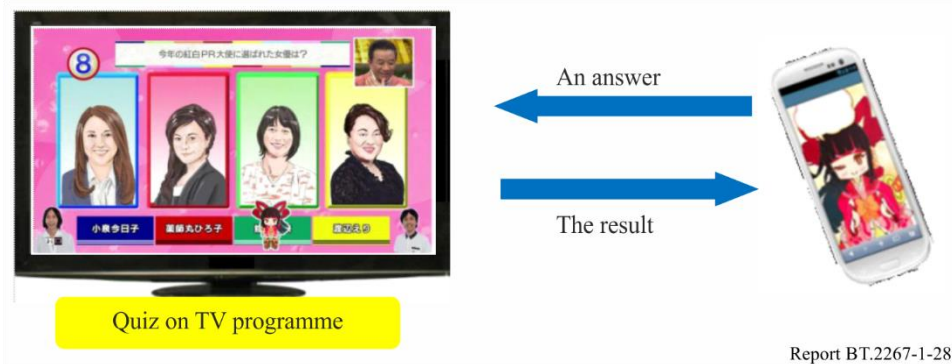 8
今年の紅白PR大使に選ばれた女優は?
小泉今日子
薬師丸ひろ子
渡辺えり
An answer
The result
Quiz on TV programme
Report BT.2267-1-28